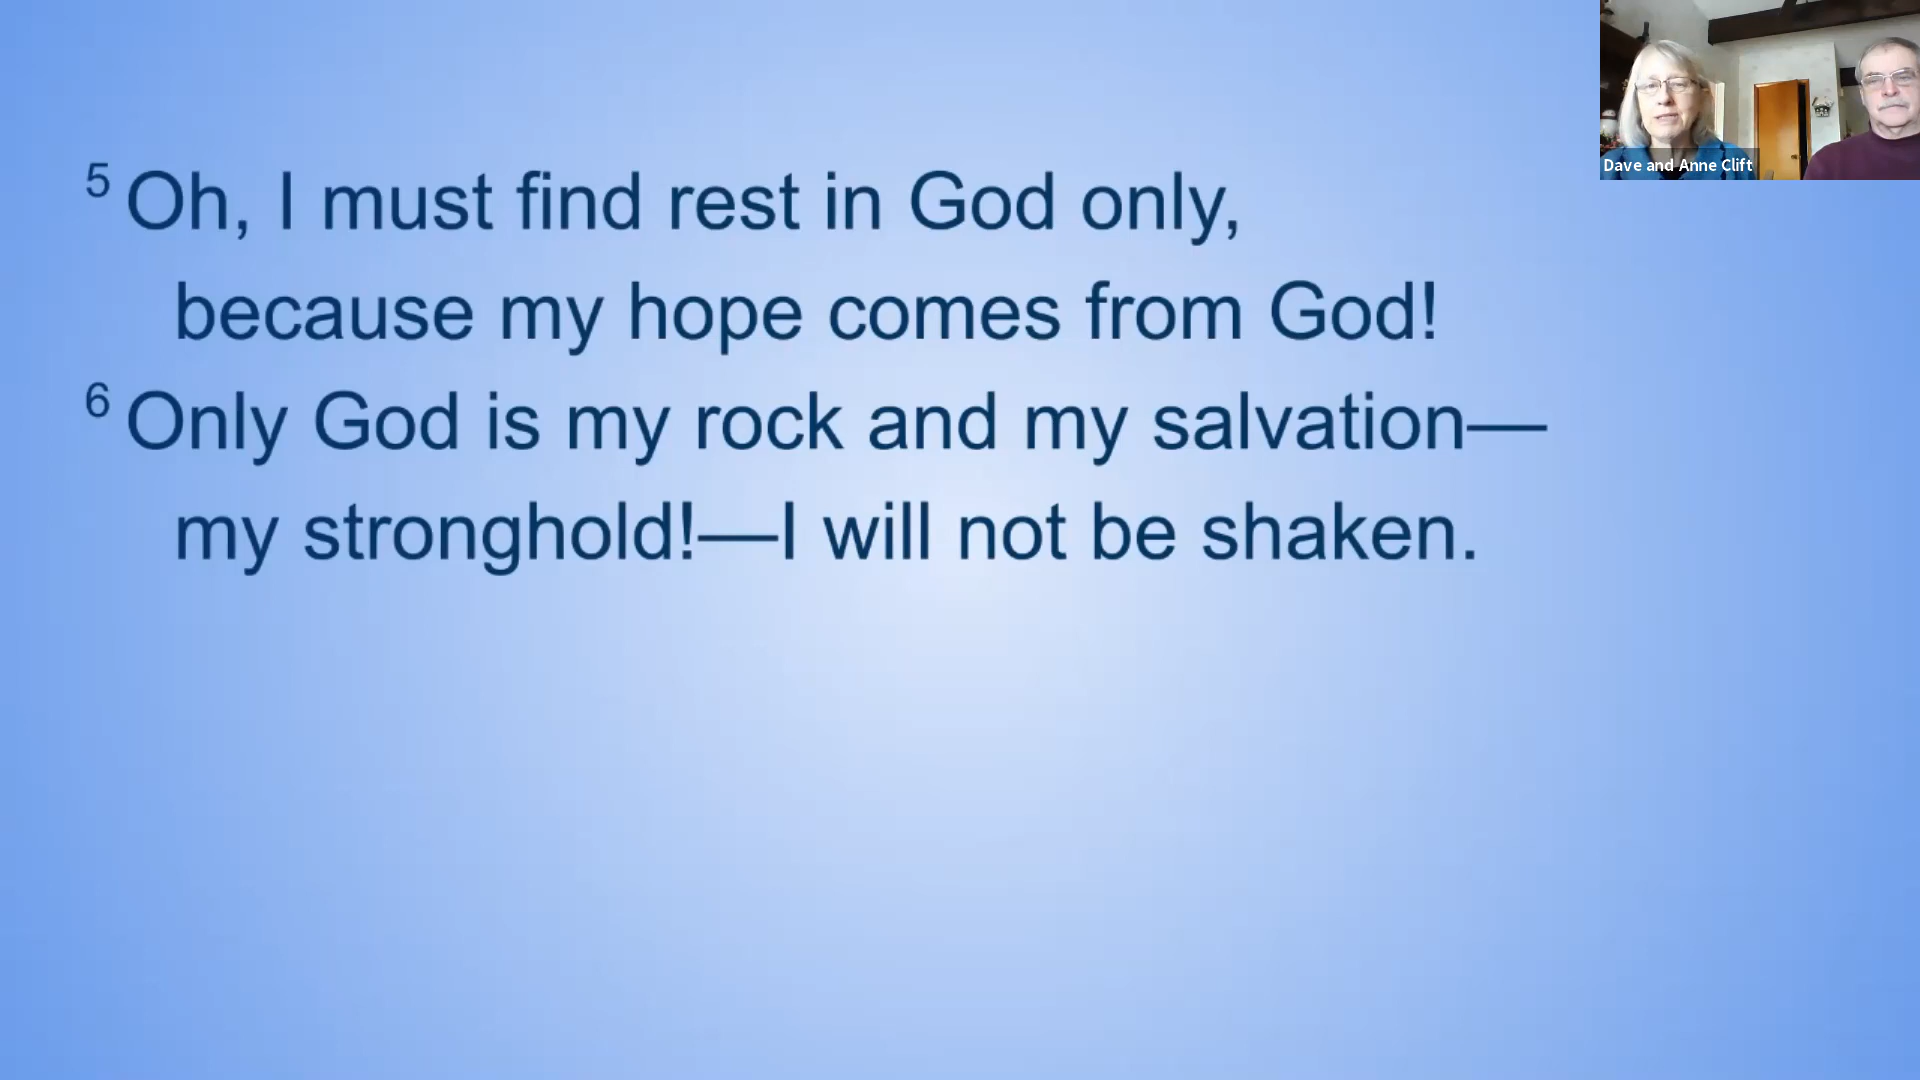 5 Oh, I must find rest in God only,
because my hope comes from God!
6 Only God is my rock and my salvation—
my stronghold!—I will not be shaken.
Dave and Anne Clift